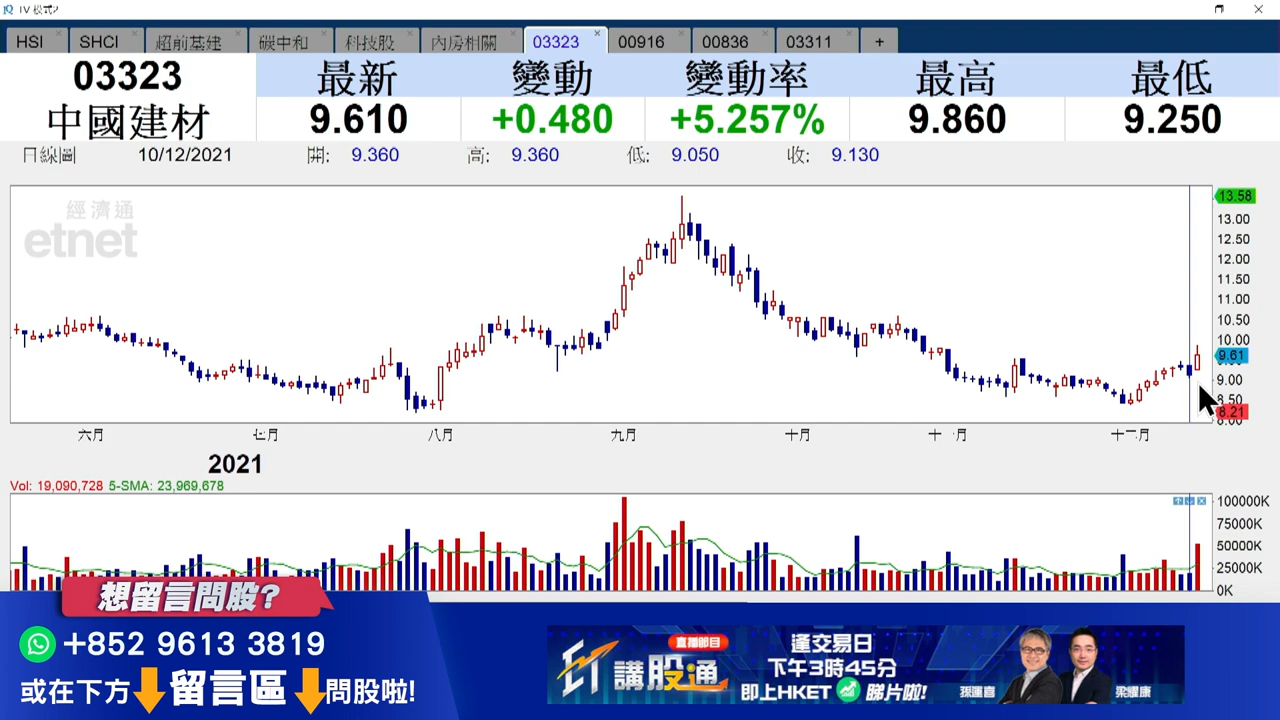 TV 模式2
HSI SHCI 超前基建 碳中和 科技股 內房相關 03323 00916 00836 03311 +
03323 最新 變動 變動率 最高 最低
中國建材 9.610 +0.480 +5.257% 9.860 9.250
日線圖 10/12/2021 開: 9.360 高: 9.360 低: 9.050 收: 9.130
經濟通
etnet
13.58
13.00
12.50
12.00
11.50
11.00
10.50
10.00
9.61
9.00
8.50
8.21
8.00
六月 七月 八月 九月 十月 十一月 十二月
2021
Vol: 19,090,728 5-SMA: 23,969,678
100000K
75000K
50000K
25000K
0K
想留言問股?
+852 9613 3819
或在下方 留言區 問股啦!
ET 講股通
直播節目
逢交易日
下午3時45分
即上HKET 睇片啦!
梁耀康